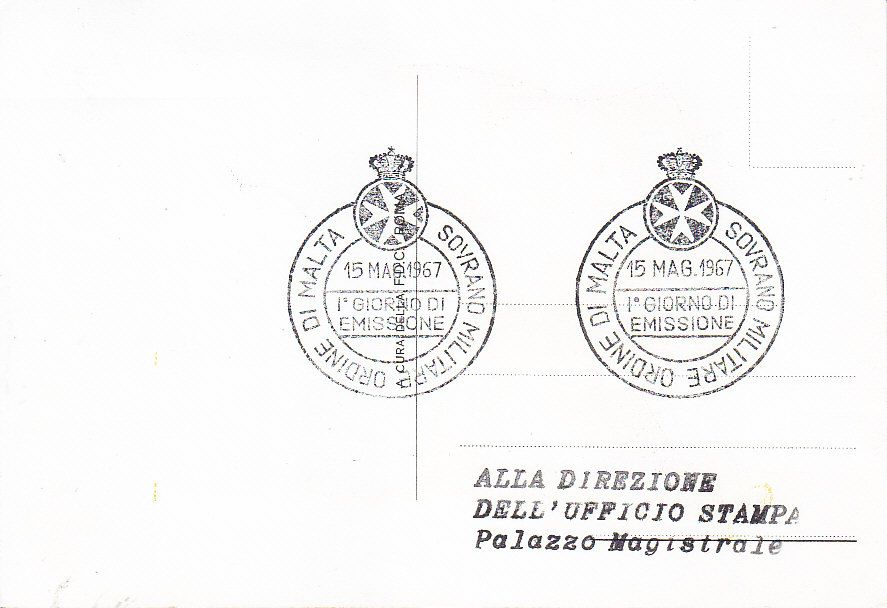 SOVRANO MILITARE ORDINE DI MALTA
15 MAG.1967
1° GIORNO DI
EMISSIONE
A CURA DELLA F.D.C. ROMA
SOVRANO MILITARE ORDINE DI MALTA
15 MAG.1967
1° GIORNO DI
EMISSIONE
ALLA DIREZIONE
DELL'UFFICIO STAMPA
Palazzo Magistrale